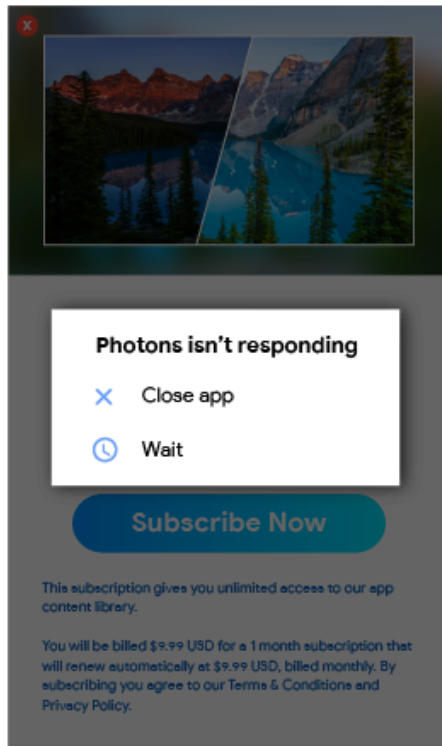 X
Photons isn't responding
Close app
Wait
Subscribe Now
This subscription gives you unlimited access to our app
content library.
You will be billed $9.99 USD for a 1 month subscription that
will renew automatically at $9.99 USD, billed monthly. By
subscribing you agree to our Terms & Conditions and
Privacy Policy.